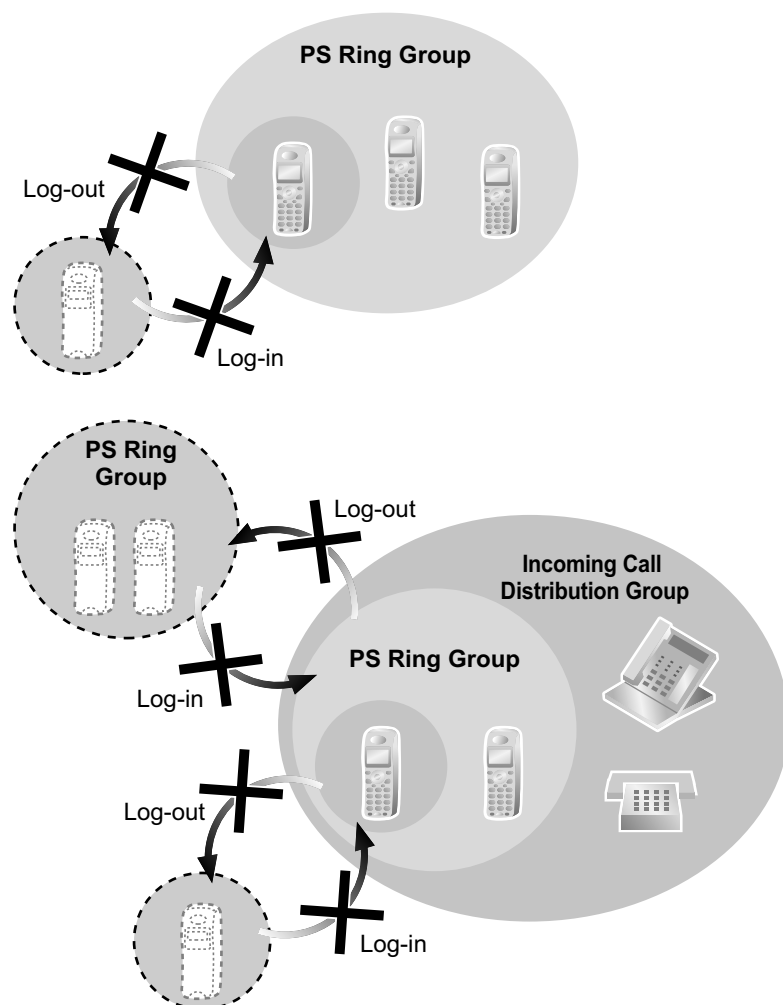 PS Ring Group
Log-out
Log-in
PS Ring
Group
Log-out
Incoming Call
Distribution Group
PS Ring Group
Log-in
Log-out
Log-in